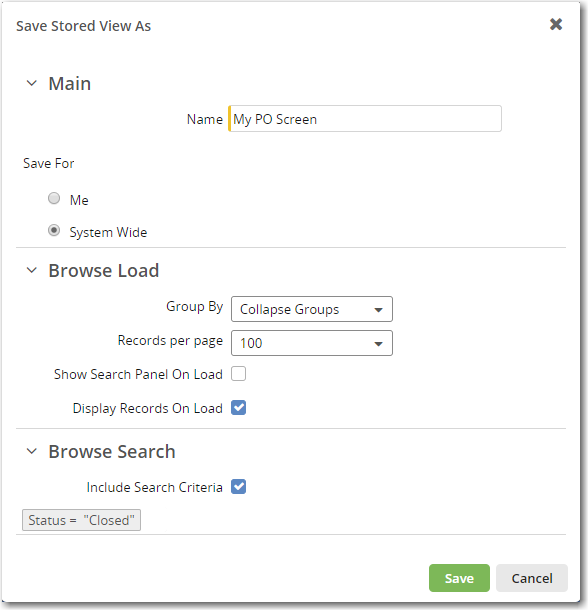 Save Stored View As
Main
Name My PO Screen
Save For
Me
System Wide
Browse Load
Group By Collapse Groups
Records per page 100
Show Search Panel On Load
Display Records On Load
Browse Search
Include Search Criteria
Status = "Closed"
Save Cancel